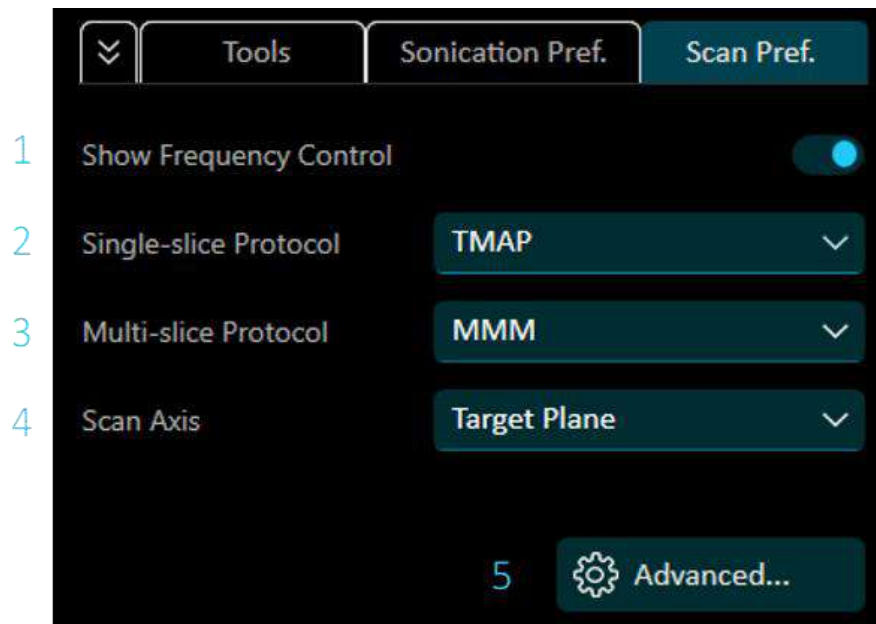 Tools Sonication Pref. Scan Pref.
1 Show Frequency Control
2 Single-slice Protocol TMAP
3 Multi-slice Protocol MMM
4 Scan Axis Target Plane
5 Advanced...